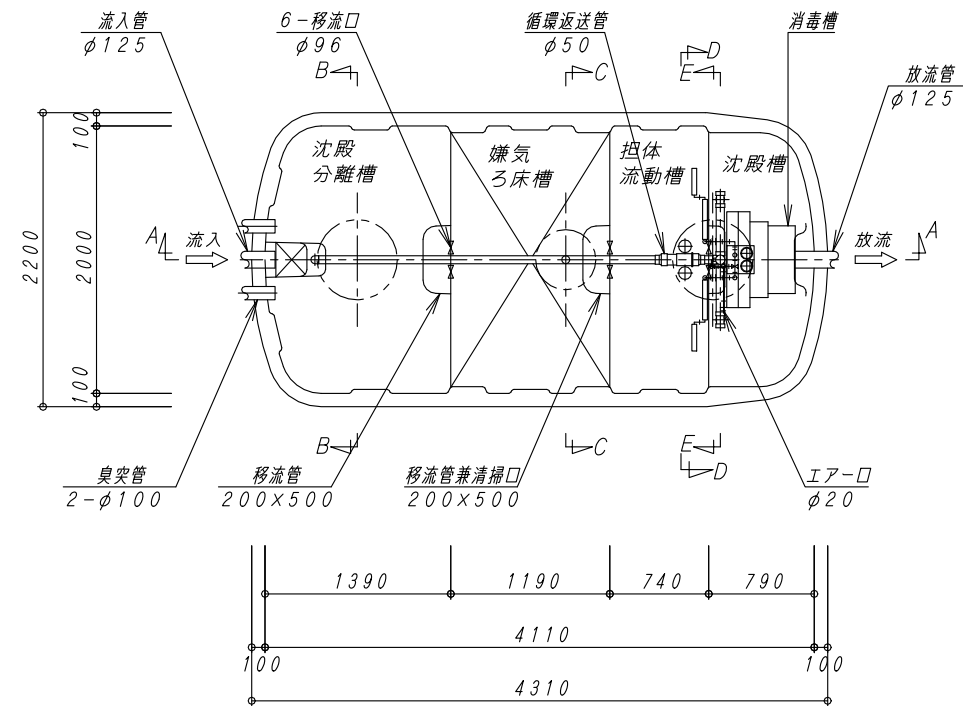 流入管
φ125
6-移流口
φ96
循環返送管
φ50
消毒槽
放流管
φ125
B
C
D
E
沈殿
分離槽
嫌気
ろ床槽
担体
流動槽
沈殿槽
A
流入
放流
A
100
2200
2000
100
B
C
E
D
臭突管
2-φ100
移流管
200×500
移流管兼清掃口
200×500
エアー口
φ20
1390
1190
740
790
4110
100
100
4310